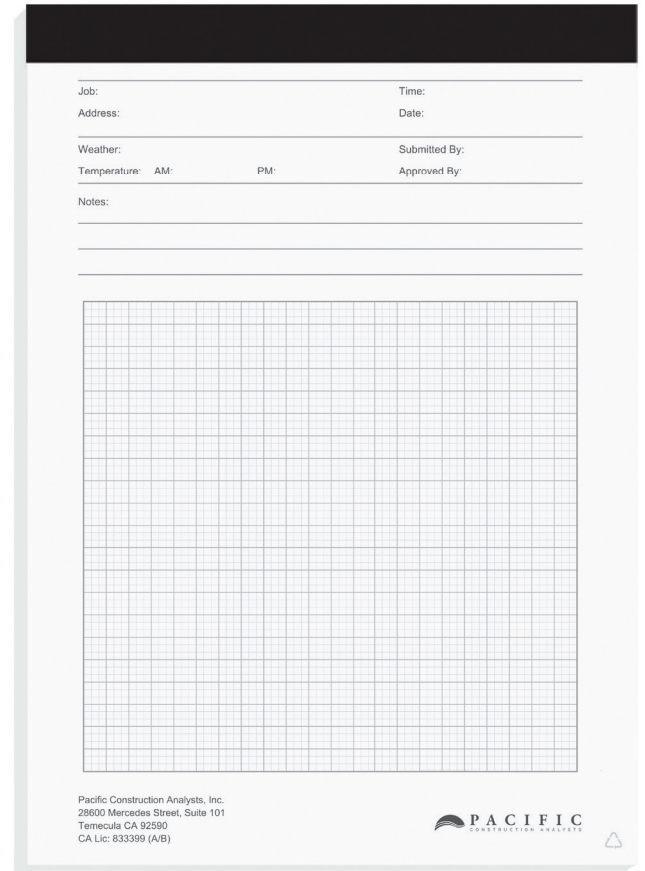 Job: Time:
Address: Date:
Weather: Submitted By:
Temperature: AM: PM: Approved By:
Notes:
Pacific Construction Analysts, Inc.
28600 Mercedes Street, Suite 101
Temecula CA 92590
CA Lic: 833399 (A/B)
PACIFIC
CONSTRUCTION ANALYSTS